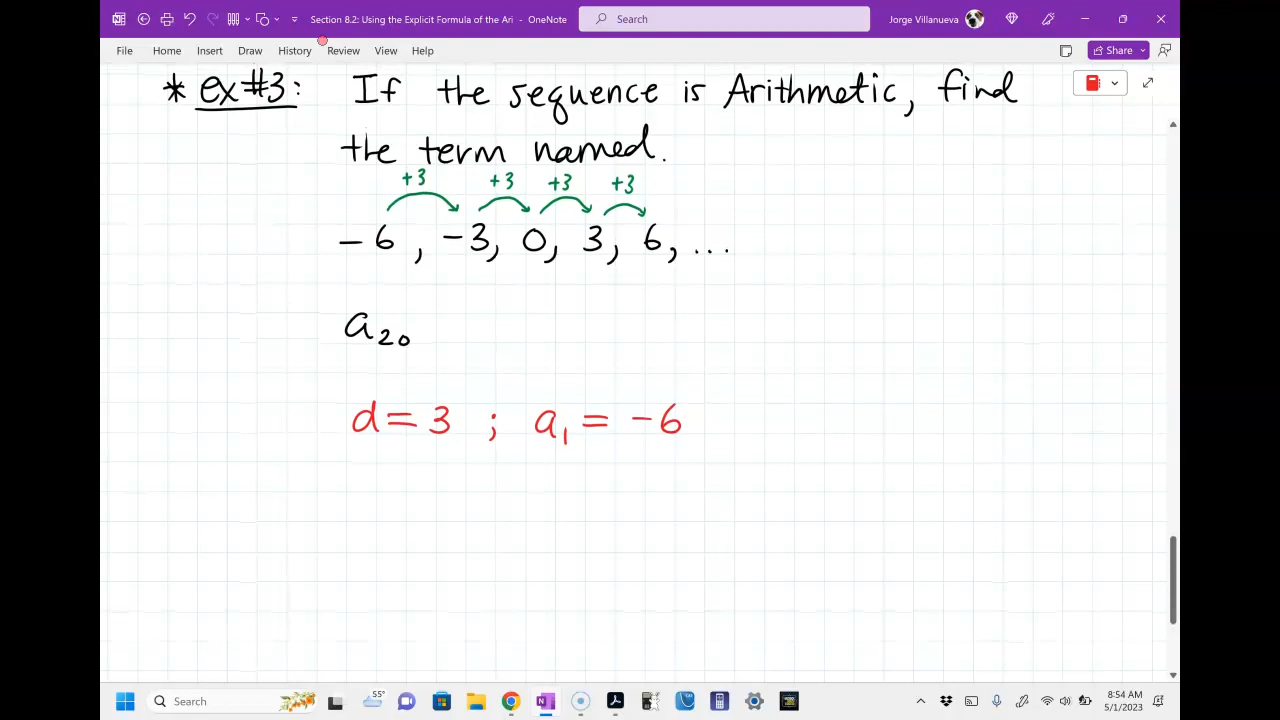 Section 8.2: Using the Explicit Formula of the Ari - OneNote
Search
Jorge Villanueva
File Home Insert Draw History Review View Help
Share
* ex#3: If the sequence is Arithmetic, find
the term named.
+3 +3 +3 +3
-6, -3, 0, 3, 6, ...
a₂₀
d = 3 ; a₁ = -6
Search
55°
8:54 AM
5/1/2023